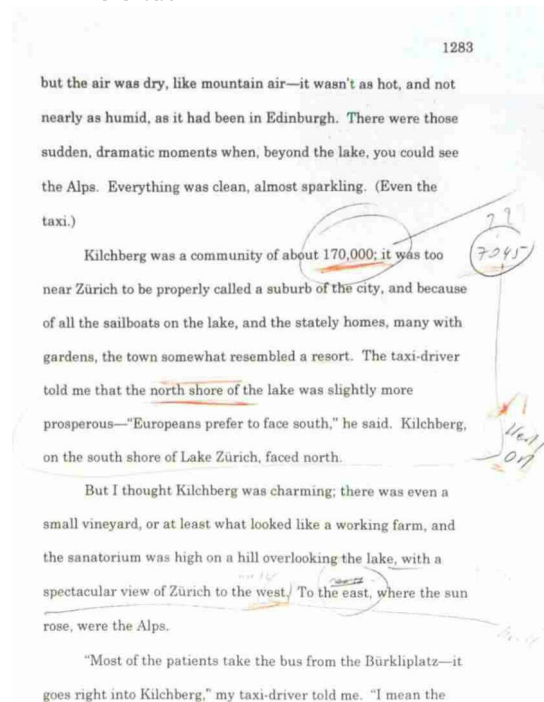 1283
but the air was dry, like mountain air—it wasn't as hot, and not
nearly as humid, as it had been in Edinburgh. There were those
sudden, dramatic moments when, beyond the lake, you could see
the Alps. Everything was clean, almost sparkling. (Even the
taxi.)
??
Kilchberg was a community of about 170,000; it was too
7045
near Zürich to be properly called a suburb of the city, and because
of all the sailboats on the lake, and the stately homes, many with
gardens, the town somewhat resembled a resort. The taxi-driver
told me that the north shore of the lake was slightly more
prosperous—“Europeans prefer to face south,” he said. Kilchberg,
on the south shore of Lake Zürich, faced north.
But I thought Kilchberg was charming; there was even a
small vineyard, or at least what looked like a working farm, and
the sanatorium was high on a hill overlooking the lake, with a
spectacular view of Zürich to the west. To the east, where the sun
rose, were the Alps.
“Most of the patients take the bus from the Bürkliplatz—it
goes right into Kilchberg,” my taxi-driver told me. “I mean the